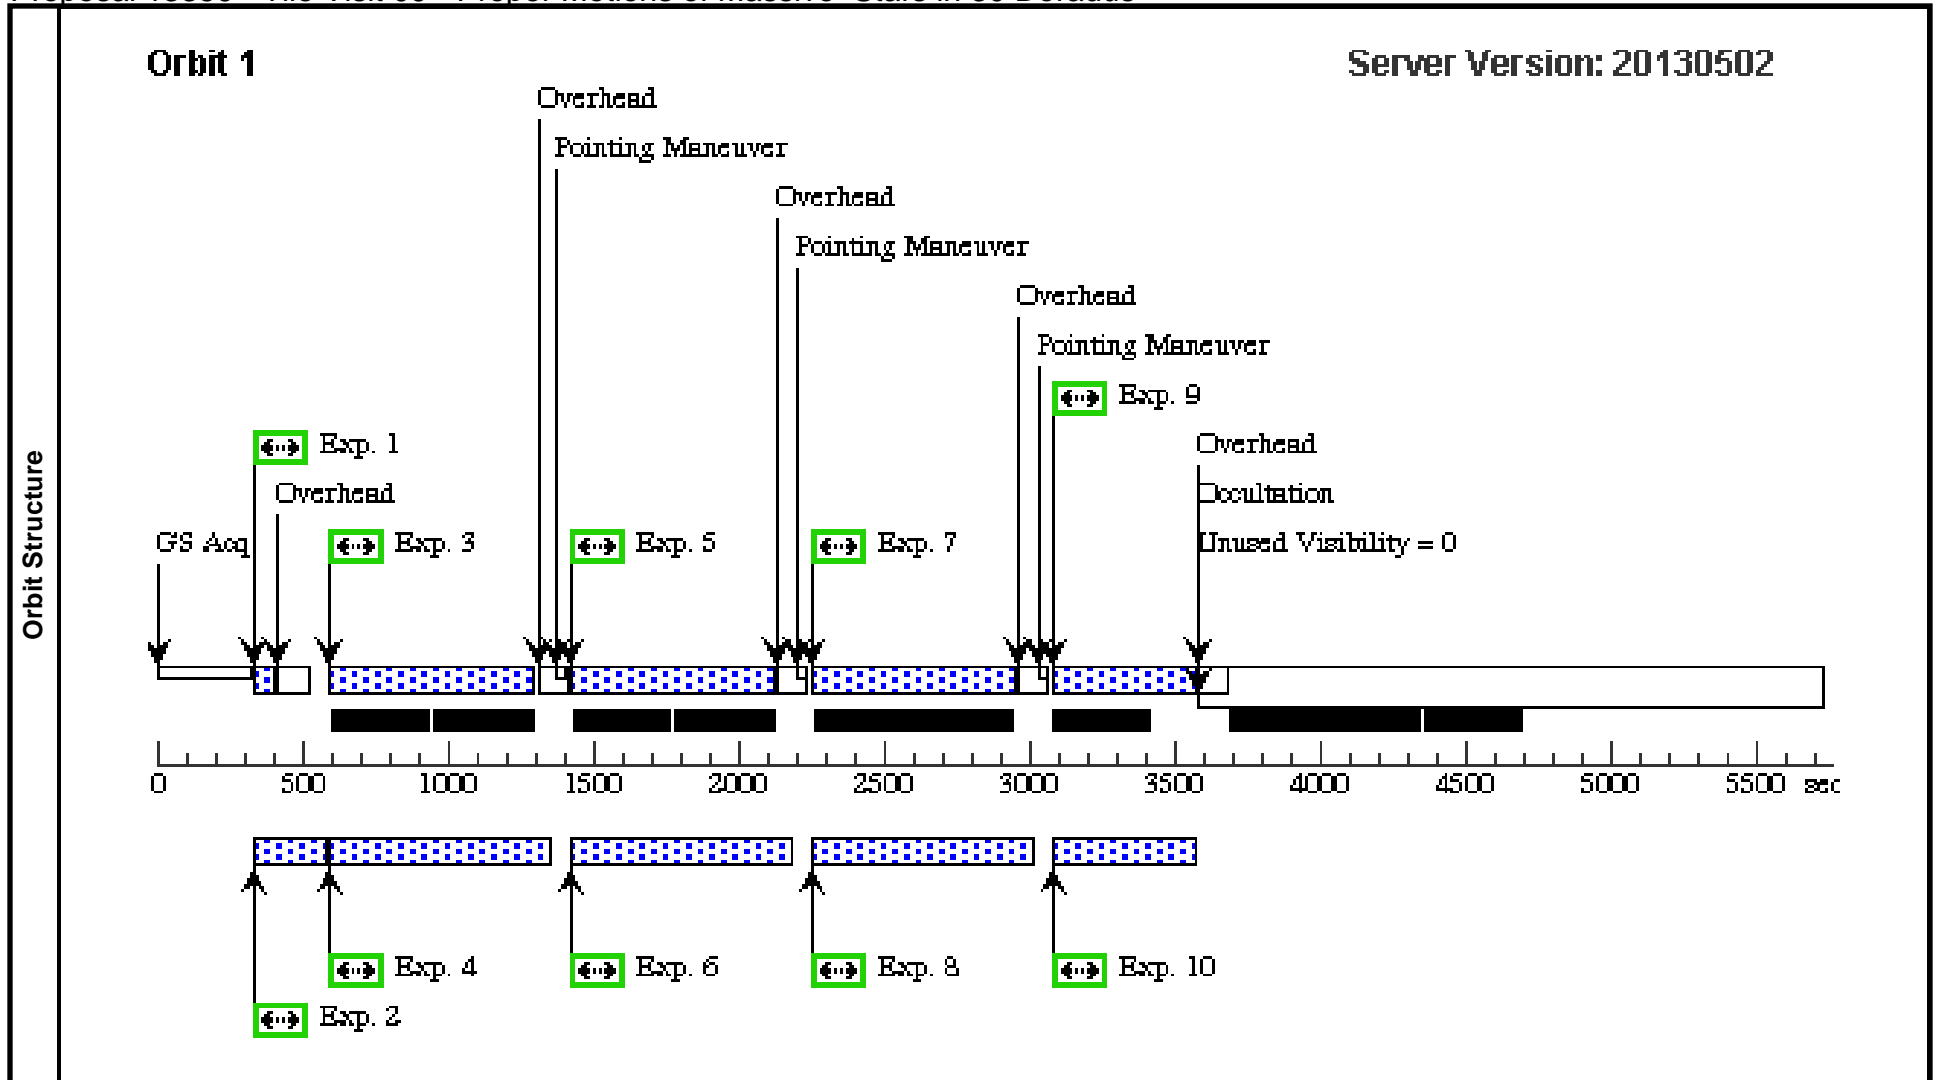 Orbit 1
Server Version: 20130502
Overhead
Pointing Maneuver
Overhead
Pointing Maneuver
Overhead
Pointing Maneuver
Exp. 9
Exp. 1
Overhead
Overhead
Occultation
GS Acq
Exp. 3
Exp. 5
Exp. 7
Unused Visibility = 0
Orbit Structure
0 500 1000 1500 2000 2500 3000 3500 4000 4500 5000 5500 sec
Exp. 4
Exp. 6
Exp. 8
Exp. 10
Exp. 2